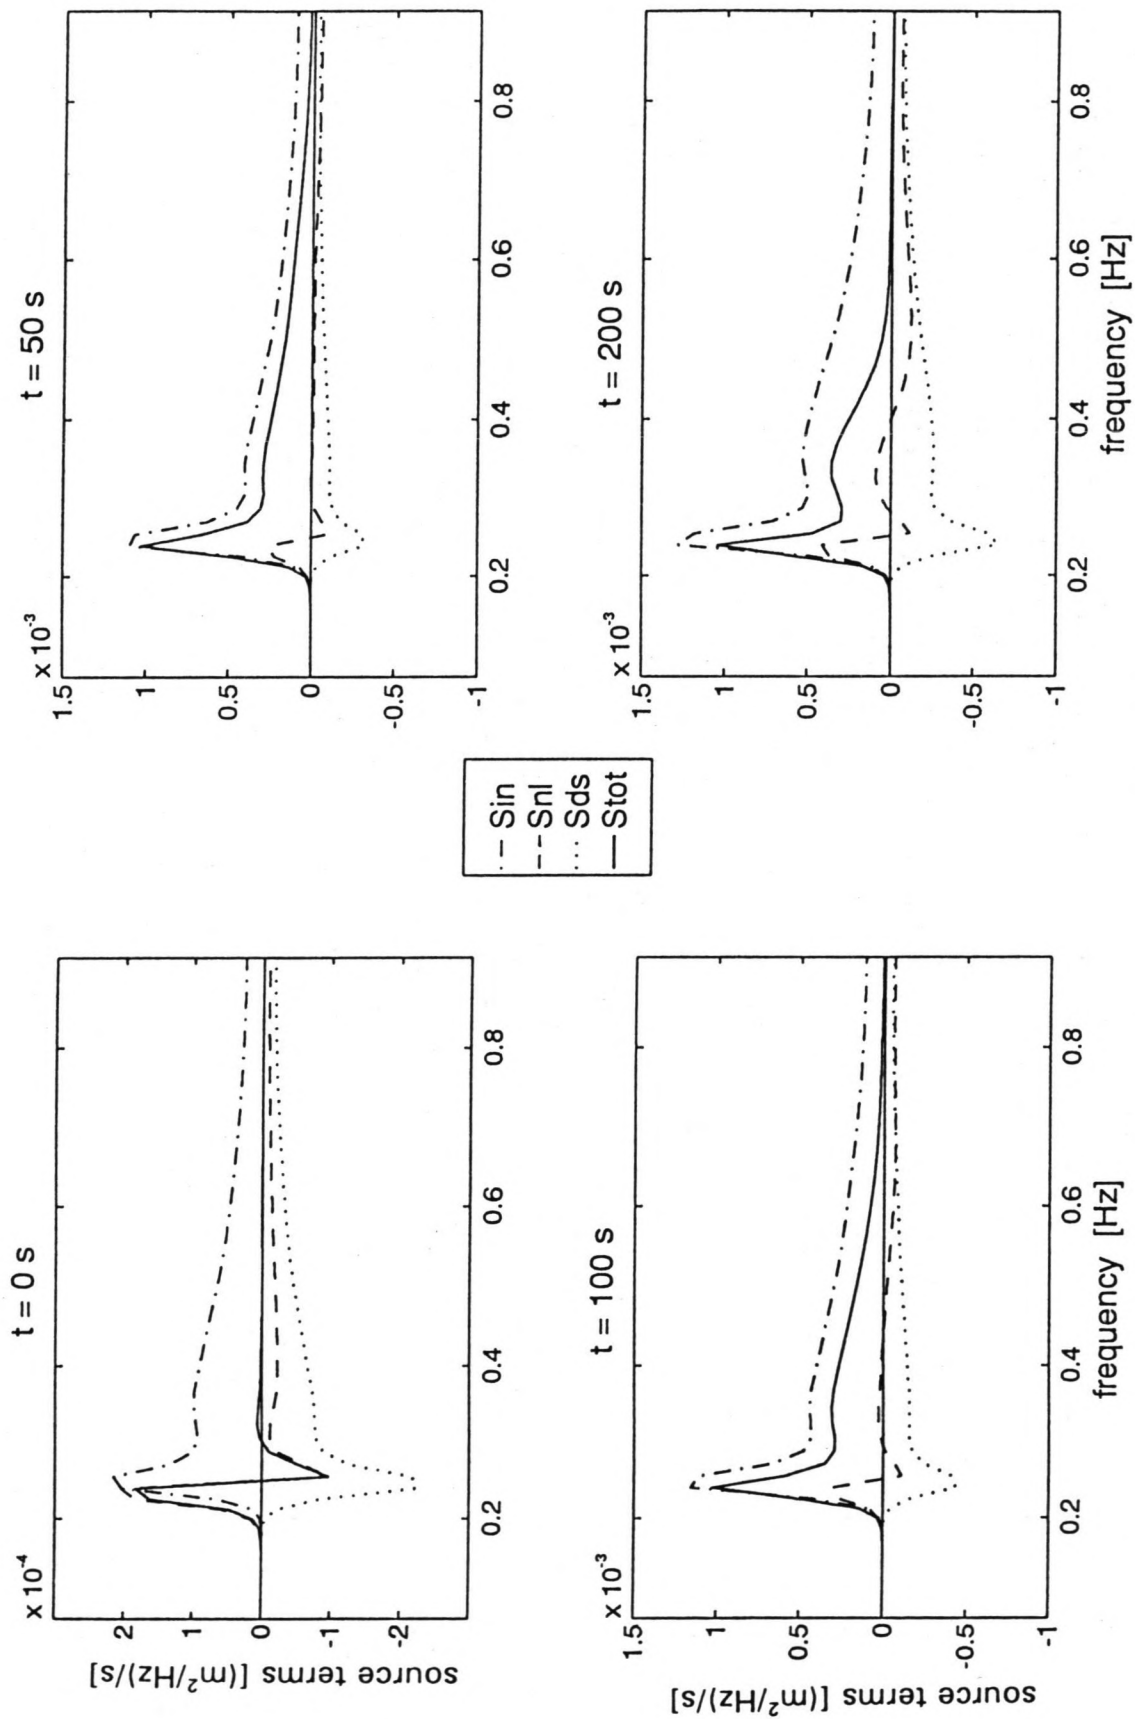 t = 0 s
x 10⁻⁴
2
1
0
-1
-2
source terms [(m²/Hz)/s]
0.2
0.4
0.6
0.8
t = 50 s
x 10⁻³
1.5
1
0.5
0
-0.5
-1
0.2
0.4
0.6
0.8
Sin
Snl
Sds
Stot
t = 100 s
x 10⁻³
1.5
1
0.5
0
-0.5
-1
source terms [(m²/Hz)/s]
0.2
0.4
0.6
0.8
frequency [Hz]
t = 200 s
x 10⁻³
1.5
1
0.5
0
-0.5
-1
0.2
0.4
0.6
0.8
frequency [Hz]